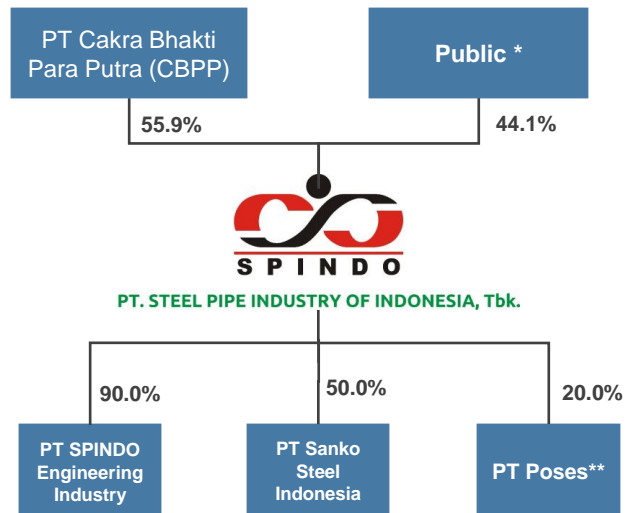 PT Cakra Bhakti
Para Putra (CBPP)
Public *
55.9%
44.1%
SPINDO
PT. STEEL PIPE INDUSTRY OF INDONESIA, Tbk.
90.0%
50.0%
20.0%
PT SPINDO
Engineering
Industry
PT Sanko
Steel
Indonesia
PT Poses**